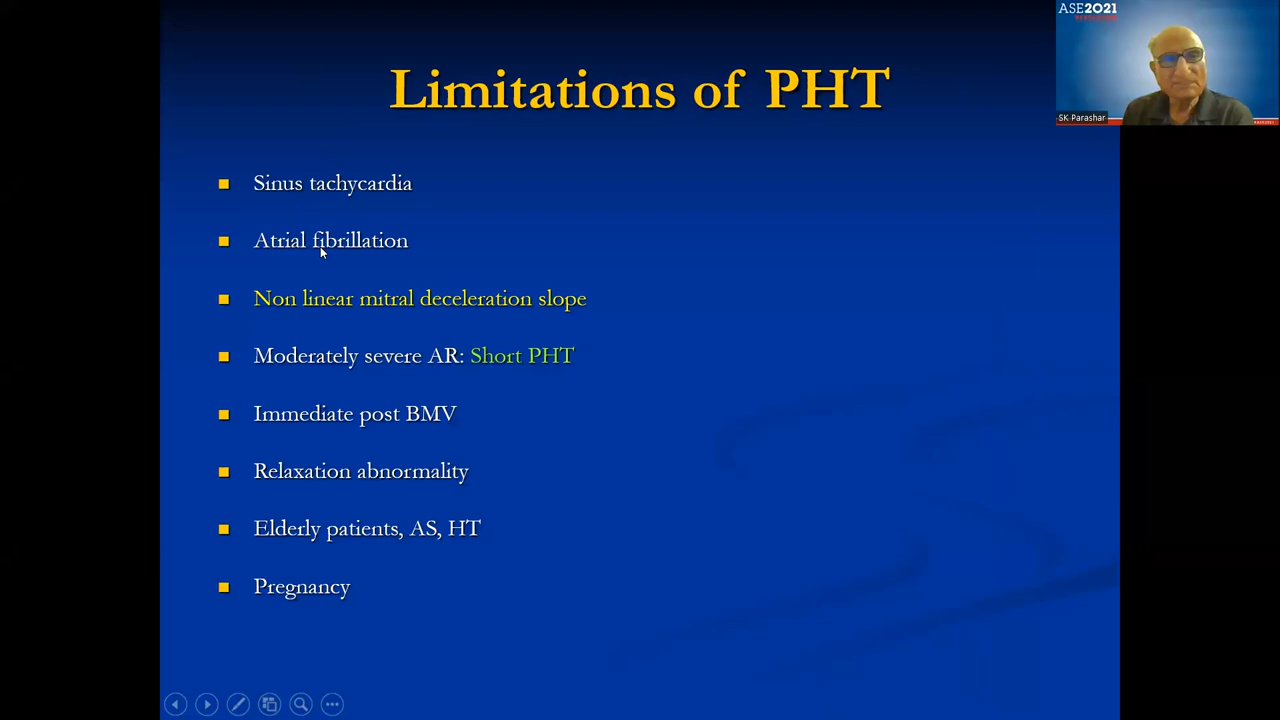 ASE2021
Limitations of PHT
SK Parashar
Sinus tachycardia
Atrial fibrillation
Non linear mitral deceleration slope
Moderately severe AR: Short PHT
Immediate post BMV
Relaxation abnormality
Elderly patients, AS, HT
Pregnancy